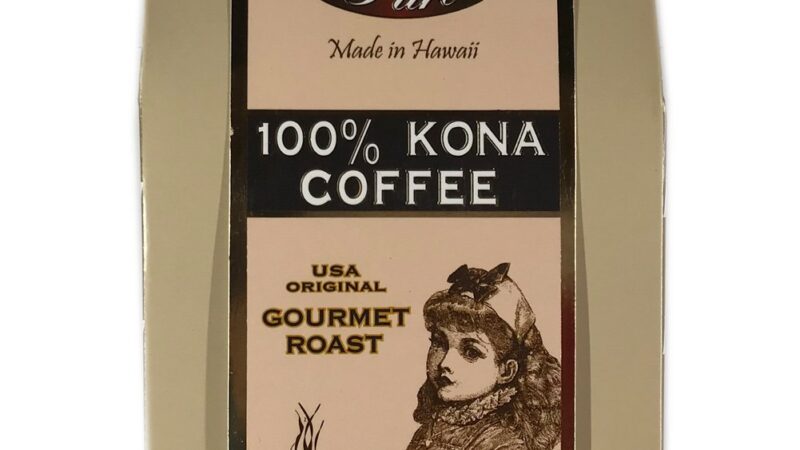 Made in Hawaii
100% KONA
COFFEE
USA
ORIGINAL
GOURMET
ROAST